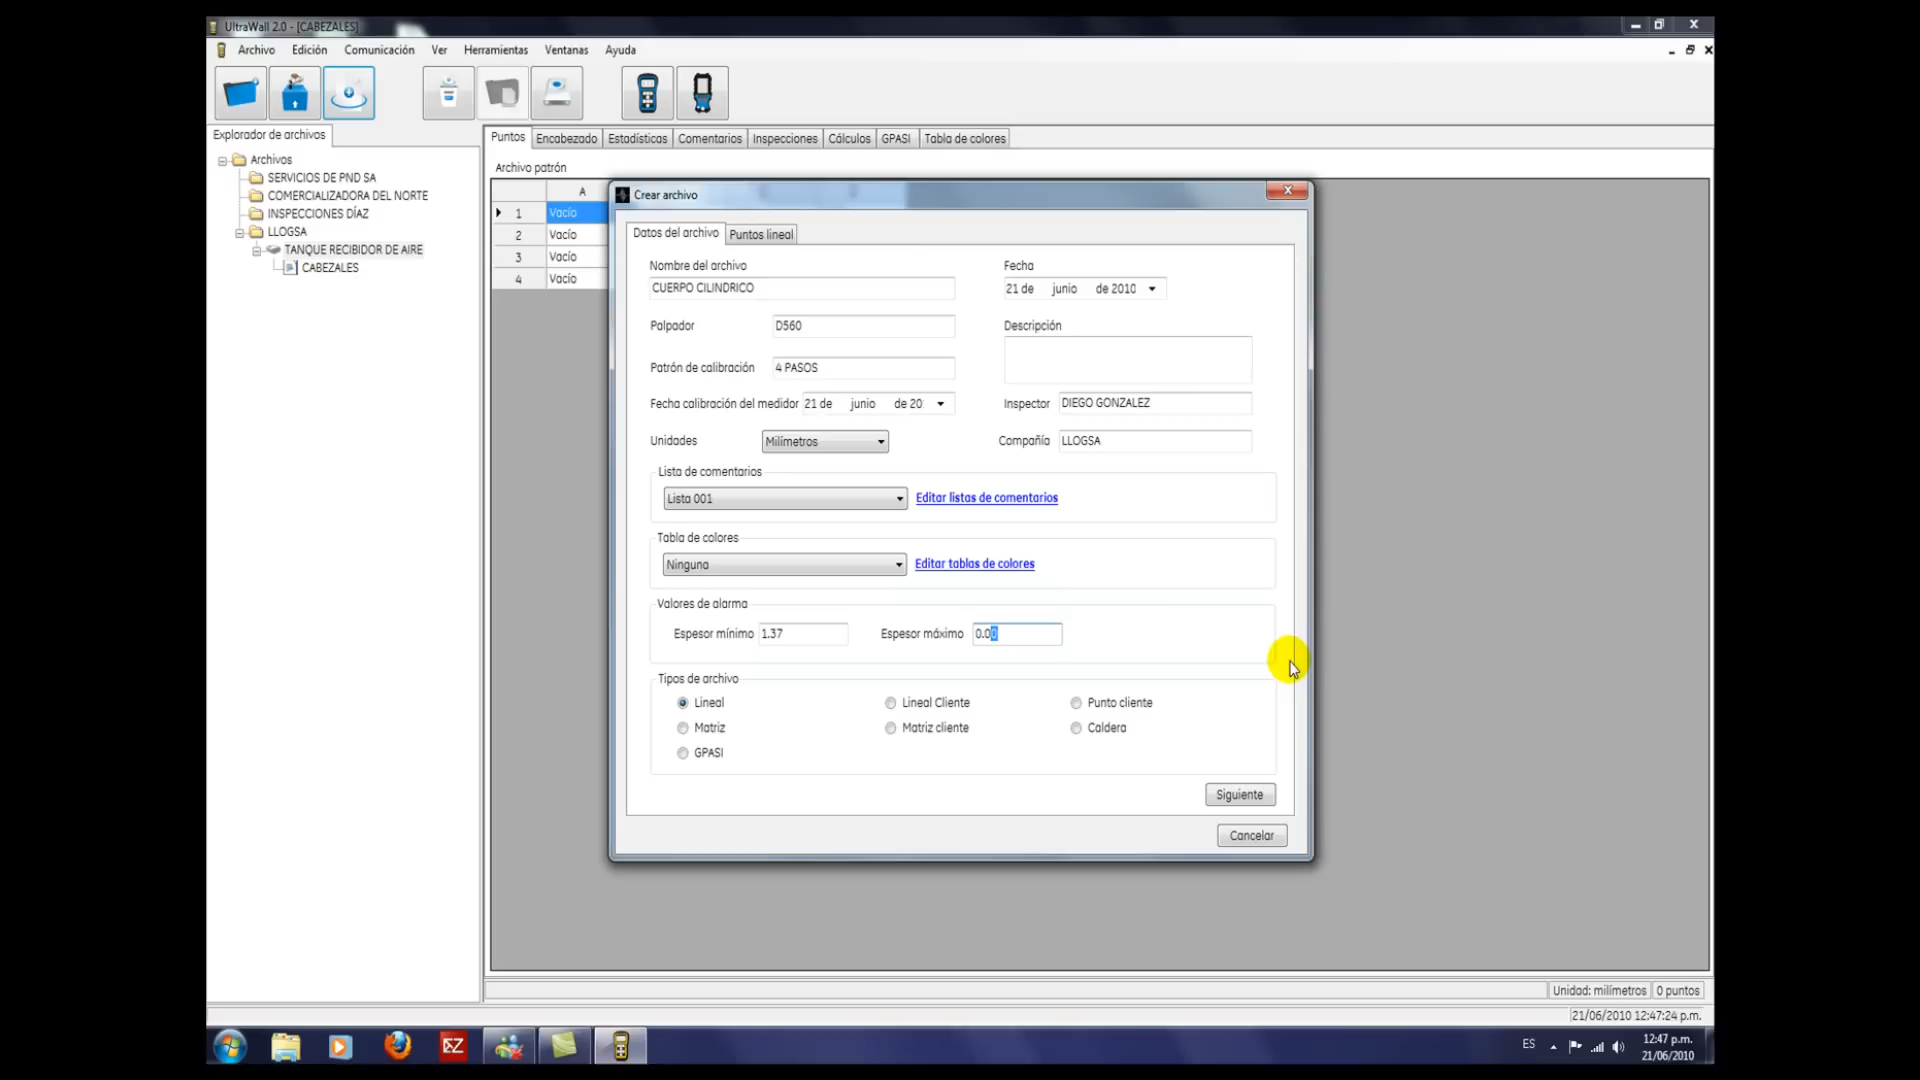 UltraWall 2.0 - [CABEZALES]
Archivo Edición Comunicación Ver Herramientas Ventanas Ayuda
Explorador de archivos
Archivos
SERVICIOS DE PND SA
COMERCIALIZADORA DEL NORTE
INSPECCIONES DÍAZ
LLOGSA
TANQUE RECIBIDOR DE AIRE
CABEZALES
Puntos Encabezado Estadísticas Comentarios Inspecciones Cálculos GPASI Tabla de colores
Archivo patrón
A
1 Vacío
2 Vacío
3 Vacío
4 Vacío
Crear archivo
Datos del archivo Puntos lineal
Nombre del archivo Fecha
CUERPO CILINDRICO 21 de junio de 2010
Palpador D560 Descripción
Patrón de calibración 4 PASOS
Fecha calibración del medidor 21 de junio de 20 Inspector DIEGO GONZALEZ
Unidades Milímetros Compañía LLOGSA
Lista de comentarios
Lista 001 Editar listas de comentarios
Tabla de colores
Ninguna Editar tablas de colores
Valores de alarma
Espesor mínimo 1.37 Espesor máximo 0.00
Tipos de archivo
Lineal Lineal Cliente Punto cliente
Matriz Matriz cliente Caldera
GPASI
Siguiente
Cancelar
Unidad: milímetros 0 puntos
21/06/2010 12:47:24 p.m.
ES 12:47 p.m.
21/06/2010